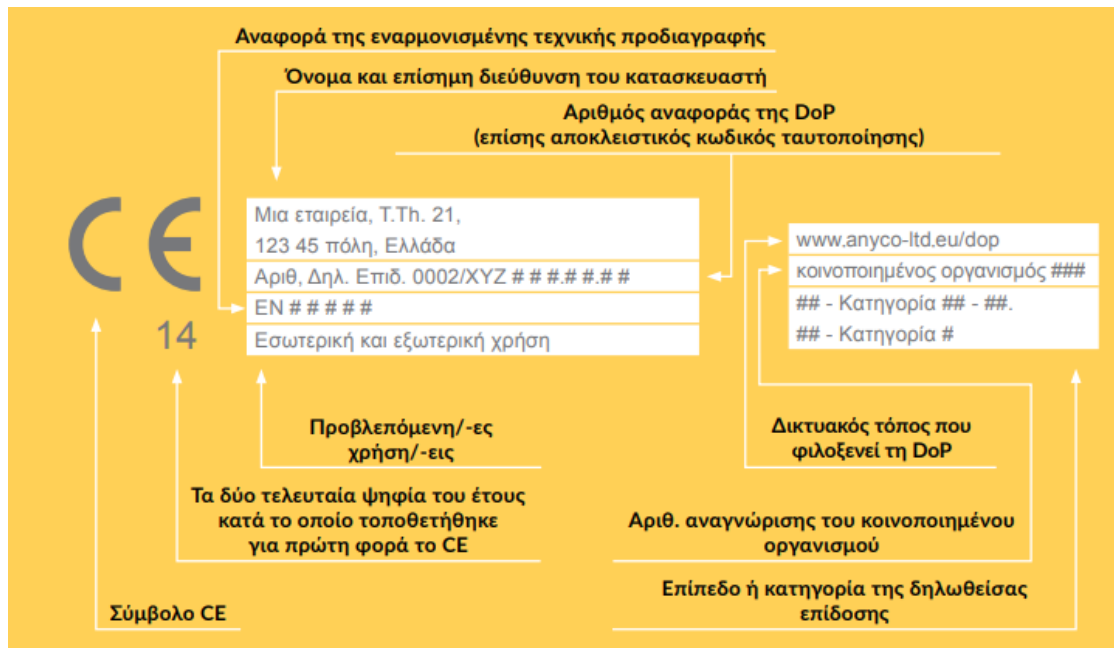 Αναφορά της εναρμονισμένης τεχνικής προδιαγραφής
Όνομα και επίσημη διεύθυνση του κατασκευαστή
Αριθμός αναφοράς της DoP
(επίσης αποκλειστικός κωδικός ταυτοποίησης)
CE
14
Μια εταιρεία, T.Th. 21,
123 45 πόλη, Ελλάδα
Αριθ, Δηλ. Επιδ. 0002/XYZ # # #.# #.# #
EN # # # # #
Εσωτερική και εξωτερική χρήση
www.anyco-ltd.eu/dop
κοινοποιημένος οργανισμός ###
## - Κατηγορία ## - ##.
## - Κατηγορία #
Προβλεπόμενη/-ες
χρήση/-εις
Τα δύο τελευταία ψηφία του έτους
κατά το οποίο τοποθετήθηκε
για πρώτη φορά το CE
Σύμβολο CE
Δικτυακός τόπος που
φιλοξενεί τη DoP
Αριθ. αναγνώρισης του κοινοποιημένου
οργανισμού
Επίπεδο ή κατηγορία της δηλωθείσας
επίδοσης